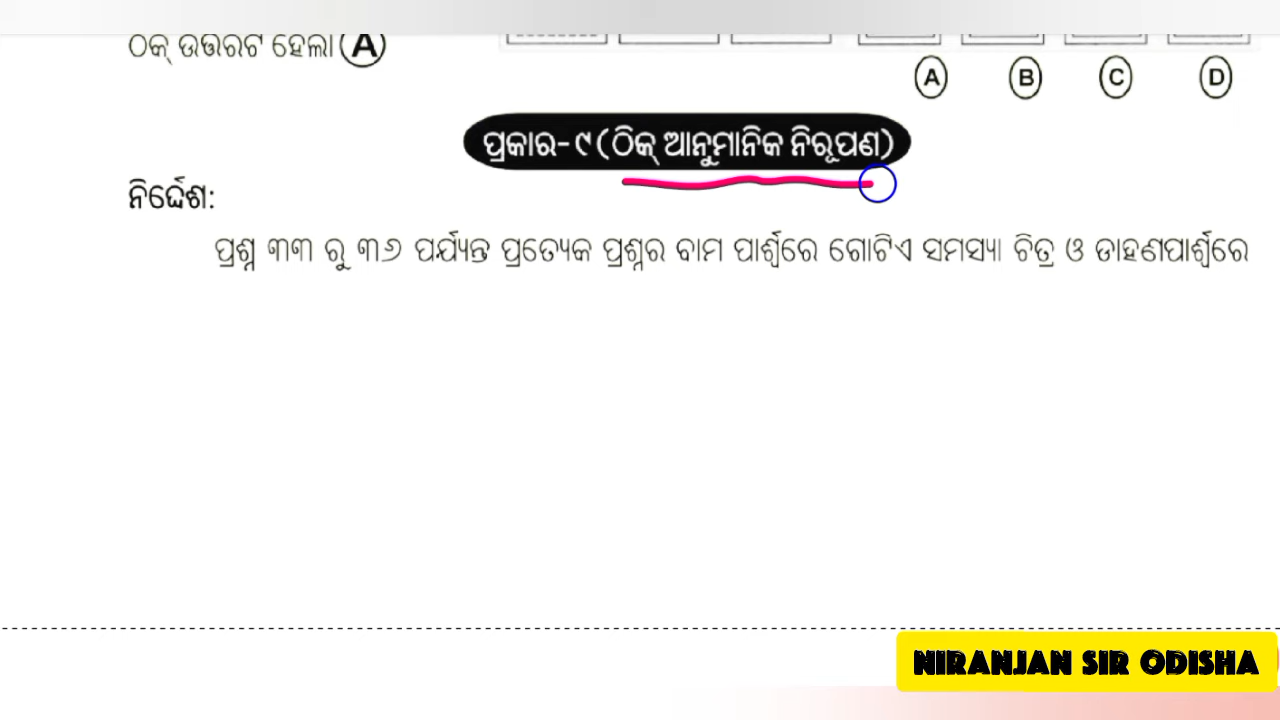 ଠିକ୍ ଉତ୍ତରଟି ହେଲା (A)
A B C D
ପ୍ରକାର-୯ (ଠିକ୍ ଆନୁମାନିକ ନିରୂପଣ)
ନିର୍ଦ୍ଦେଶ:
ପ୍ରଶ୍ନ ୩୩ ରୁ ୩୬ ପର୍ଯ୍ୟନ୍ତ ପ୍ରତ୍ୟେକ ପ୍ରଶ୍ନର ବାମ ପାର୍ଶ୍ୱରେ ଗୋଟିଏ ସମସ୍ୟା ଚିତ୍ର ଓ ଡାହଣପାର୍ଶ୍ୱରେ
NIRANJAN SIR ODISHA